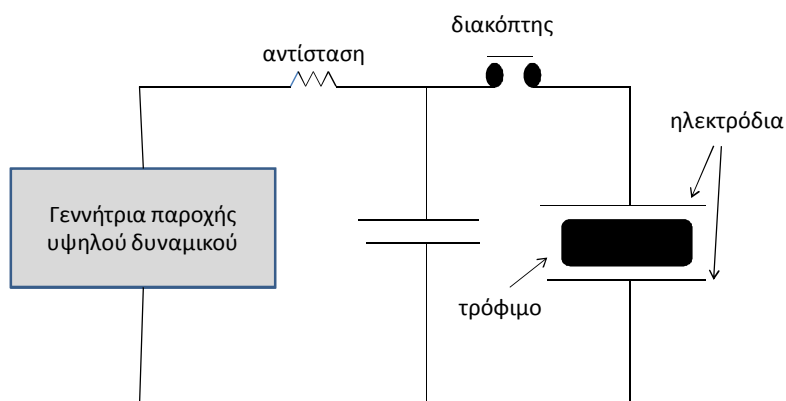 διακόπτης
αντίσταση
ηλεκτρόδια
Γεννήτρια παροχής
υψηλού δυναμικού
τρόφιμο